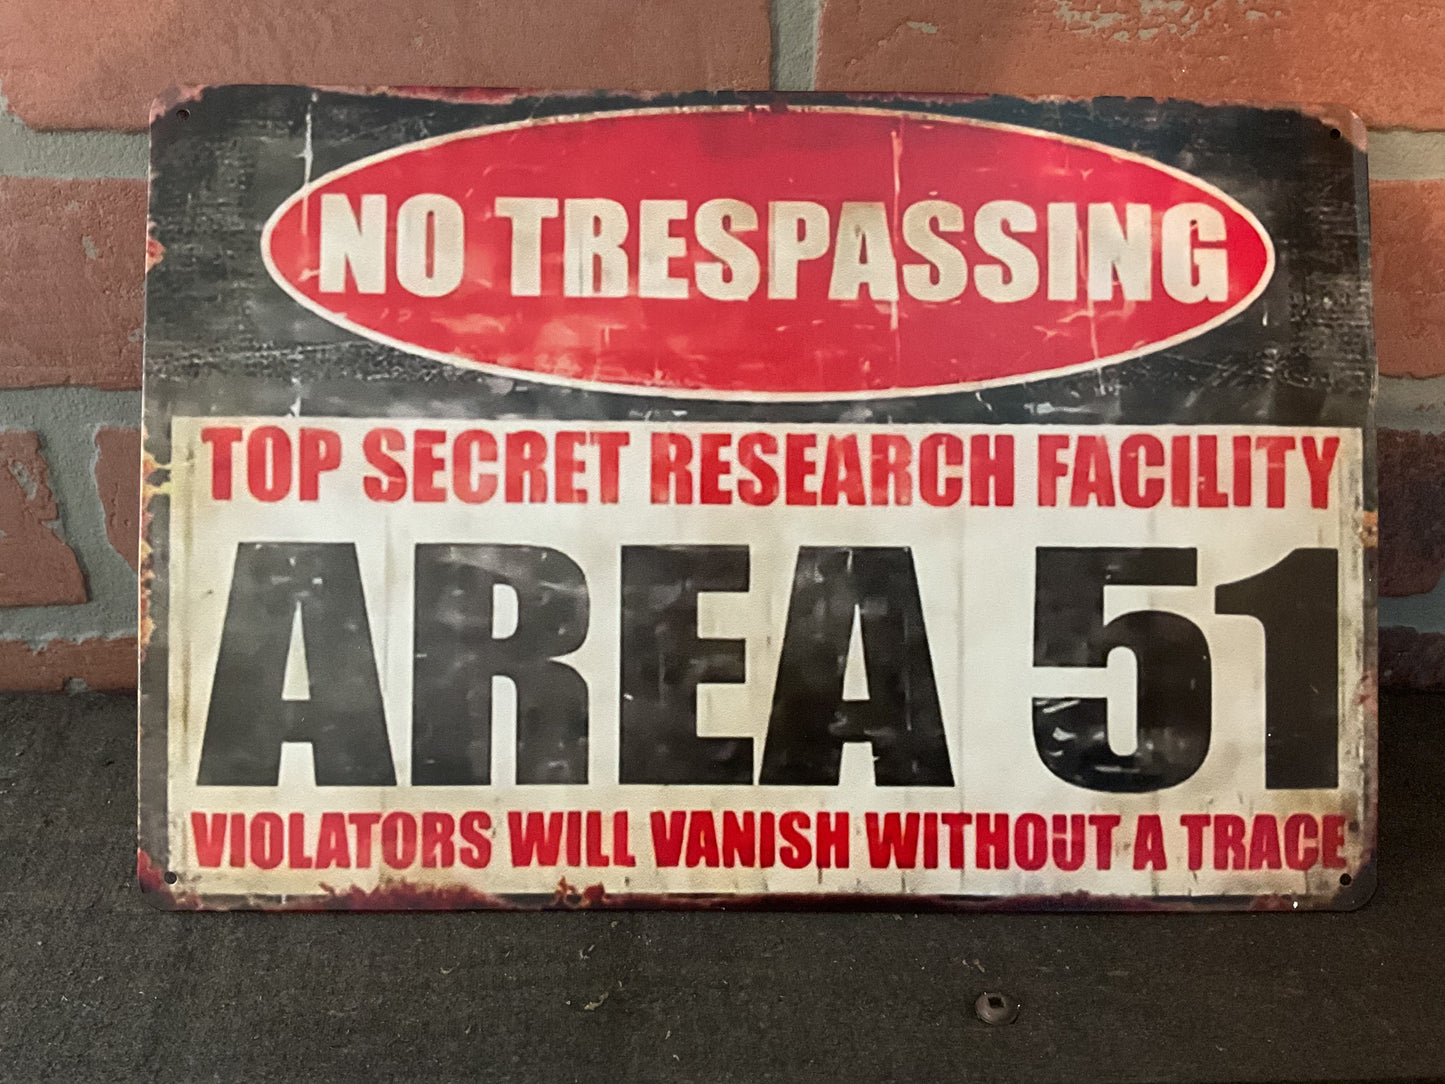 NO TRESPASSING
TOP SECRET RESEARCH FACILITY
AREA 51
VIOLATORS WILL VANISH WITHOUT A TRACE